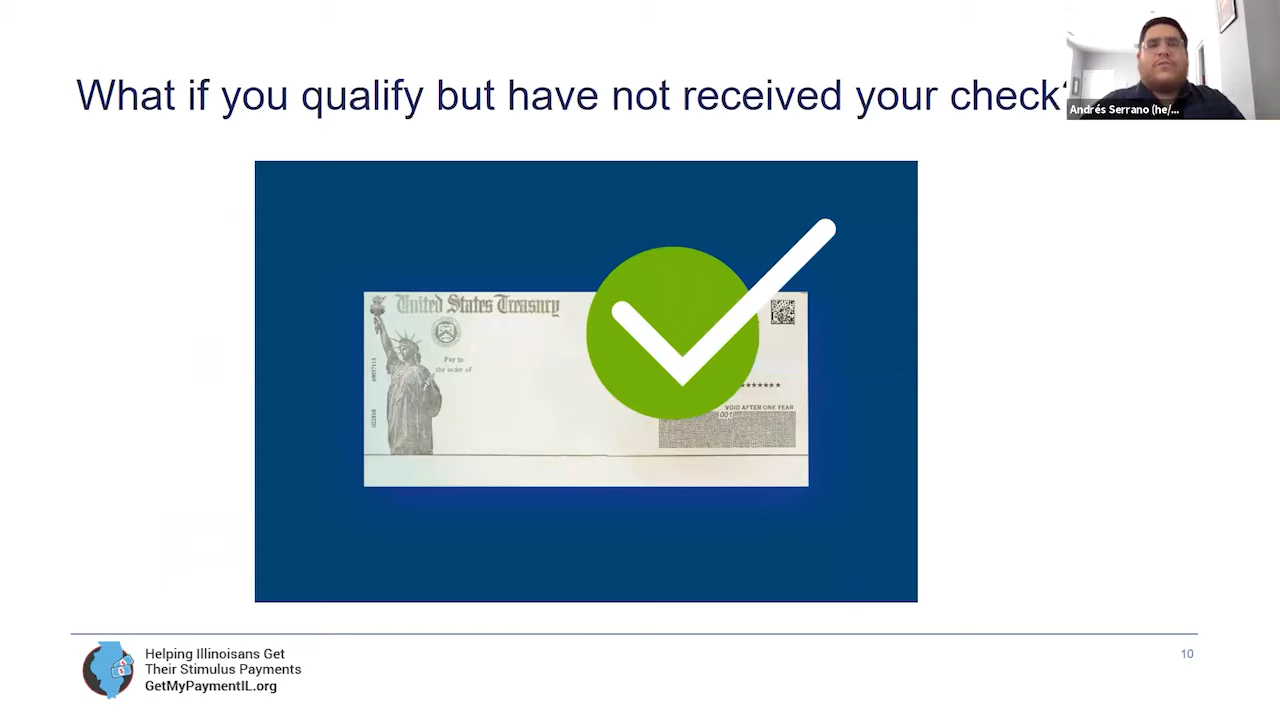 What if you qualify but have not received your check?
Andrés Serrano (he/...
United States Treasury
Pay to
the order of
********
VOID AFTER ONE YEAR
001
Helping Illinoisans Get
Their Stimulus Payments
GetMyPaymentIL.org
10